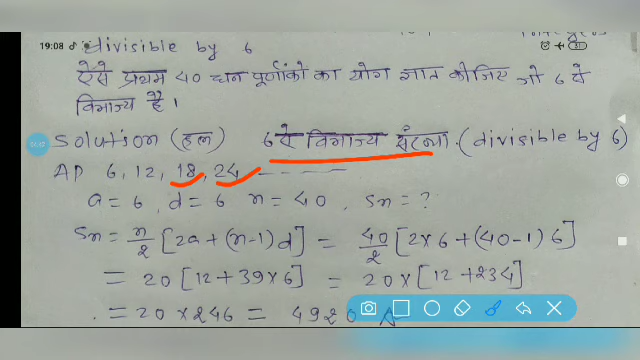 19:08
divisible by 6
ऐसे प्रथम 40 धन पूर्णांको का योग ज्ञात कीजिए जो 6 से
विभाज्य है।
Solution (हल) 6 से विभाज्य संख्या. (divisible by 6)
AP 6, 12, 18, 24 - - - - -
a = 6, d = 6 n = 40, Sn = ?
Sn = n/2 [2a + (n-1)d] = 40/2 [2×6 + (40-1) 6]
= 20 [12 + 39×6] = 20 × [12 + 234]
= 20 × 246 = 4920 A